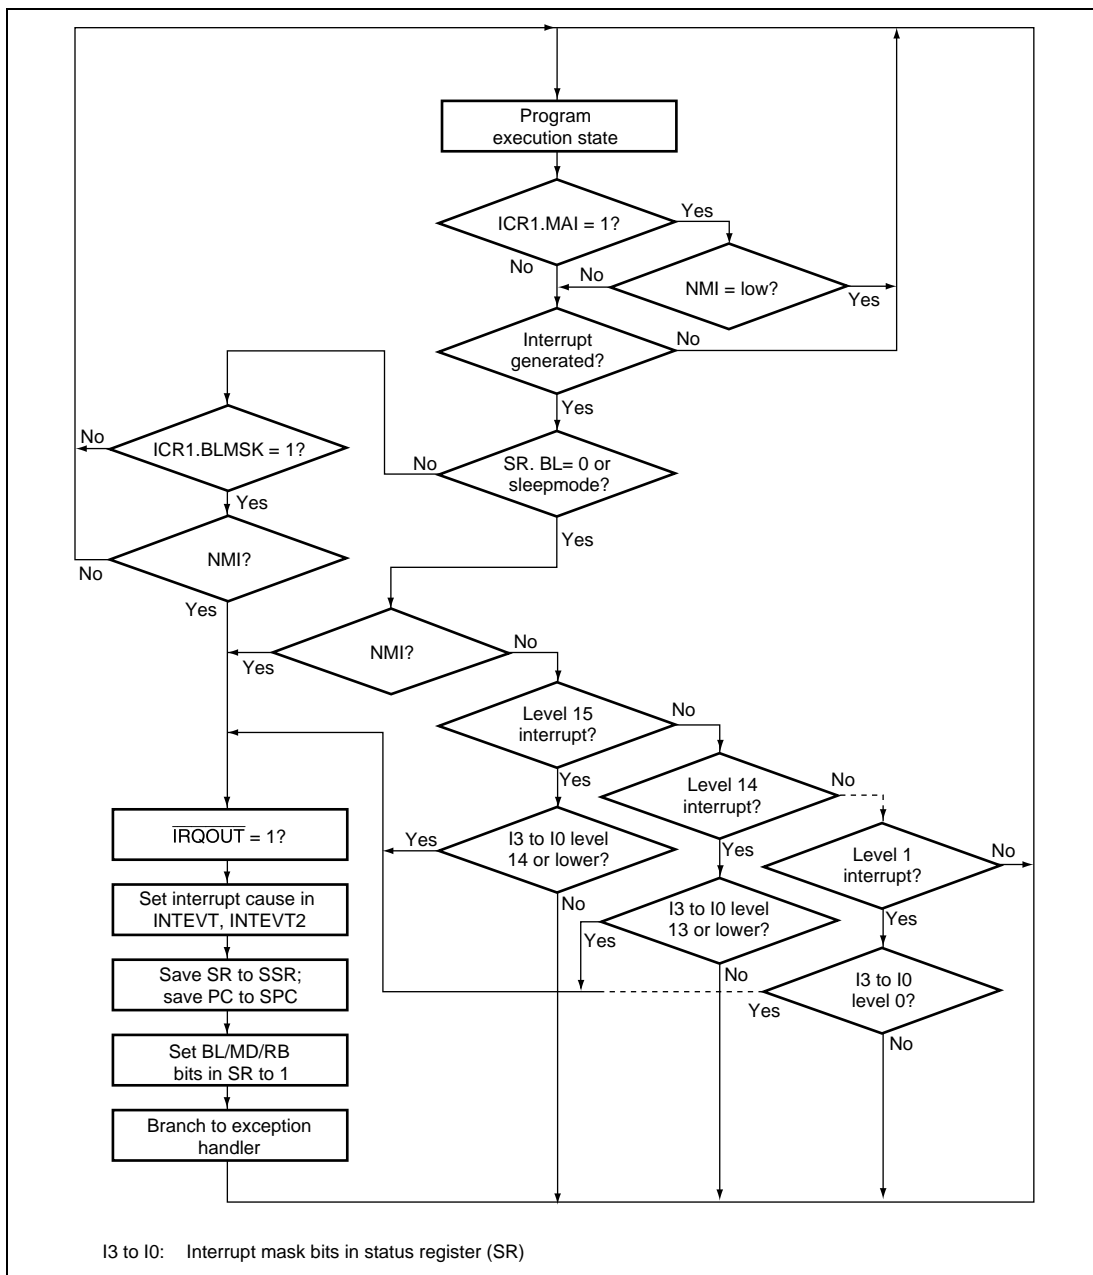 Program
execution state
ICR1.MAI = 1?
Yes
No
NMI = low?
No
Yes
Interrupt
generated?
No
Yes
ICR1.BLMSK = 1?
No
Yes
SR. BL= 0 or
sleepmode?
No
Yes
NMI?
No
Yes
NMI?
Yes
No
Level 15
interrupt?
No
Yes
Level 14
interrupt?
No
Yes
IRQOUT = 1?
I3 to I0 level
14 or lower?
Yes
No
Level 1
interrupt?
No
Yes
Set interrupt cause in
INTEVT, INTEVT2
I3 to I0 level
13 or lower?
Yes
No
Save SR to SSR;
save PC to SPC
I3 to I0
level 0?
Yes
No
Set BL/MD/RB
bits in SR to 1
Branch to exception
handler
I3 to I0: Interrupt mask bits in status register (SR)